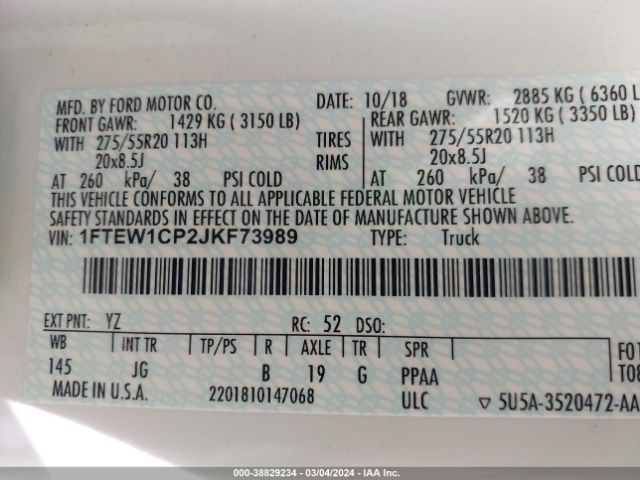 MFD. BY FORD MOTOR CO. DATE: 10/18 GVWR: 2885 KG ( 6360 L
FRONT GAWR: 1429 KG ( 3150 LB) REAR GAWR: 1520 KG ( 3350 LB)
WITH 275/55R20 113H TIRES WITH 275/55R20 113H
20x8.5J RIMS 20x8.5J
AT 260 kPa/ 38 PSI COLD AT 260 kPa/ 38 PSI COL
THIS VEHICLE CONFORMS TO ALL APPLICABLE FEDERAL MOTOR VEHICLE
SAFETY STANDARDS IN EFFECT ON THE DATE OF MANUFACTURE SHOWN ABOVE.
VIN: 1FTEW1CP2JKF73989 TYPE: Truck
EXT PNT: YZ RC: 52 DSO:
WB INT TR TP/PS R AXLE TR SPR
145 JG B 19 G PPAA
F01
T08
MADE IN U.S.A. 2201810147068 ULC ▽ 5U5A-3520472-AA
000-38829234 - 03/04/2024 - IAA Inc.